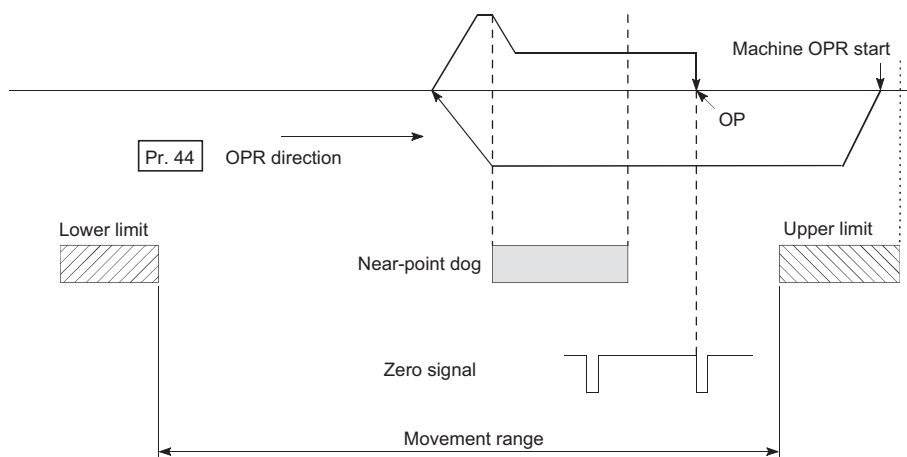 Machine OPR start
OP
Pr. 44 OPR direction
Lower limit
Upper limit
Near-point dog
Zero signal
Movement range